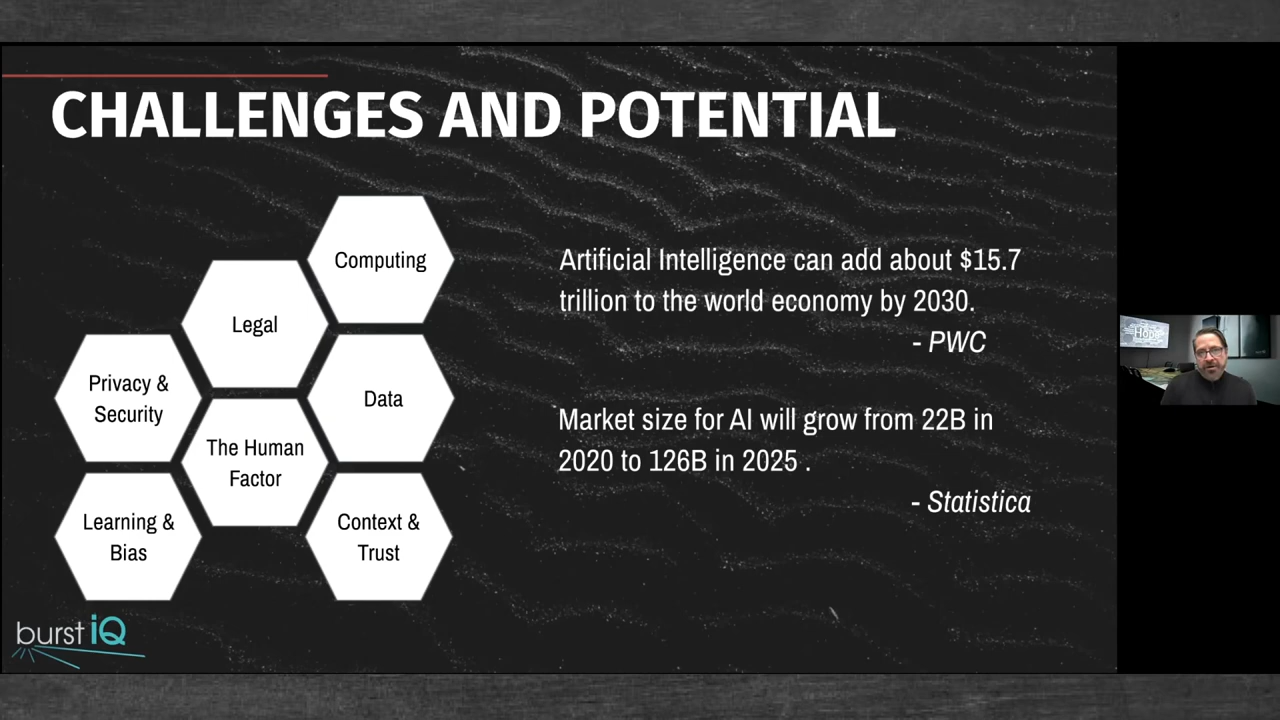 CHALLENGES AND POTENTIAL
Computing
Legal
Privacy &
Security
Data
The Human
Factor
Learning &
Bias
Context &
Trust
Artificial Intelligence can add about $15.7
trillion to the world economy by 2030.
- PWC
Market size for AI will grow from 22B in
2020 to 126B in 2025 .
- Statistica
burst iQ
Hope